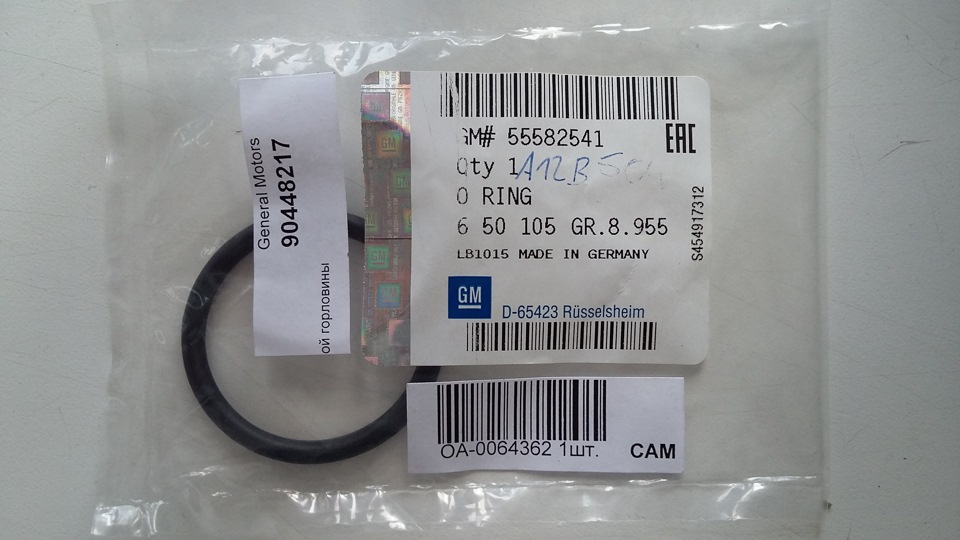 General Motors
90448217
ой горловины
GM# 55582541
EAC
Qty 1 A12B
O RING
6 50 105 GR.8.955
LB1015 MADE IN GERMANY
S454917312
GM
D-65423 Rüsselsheim
OA-0064362 1шт.
CAM